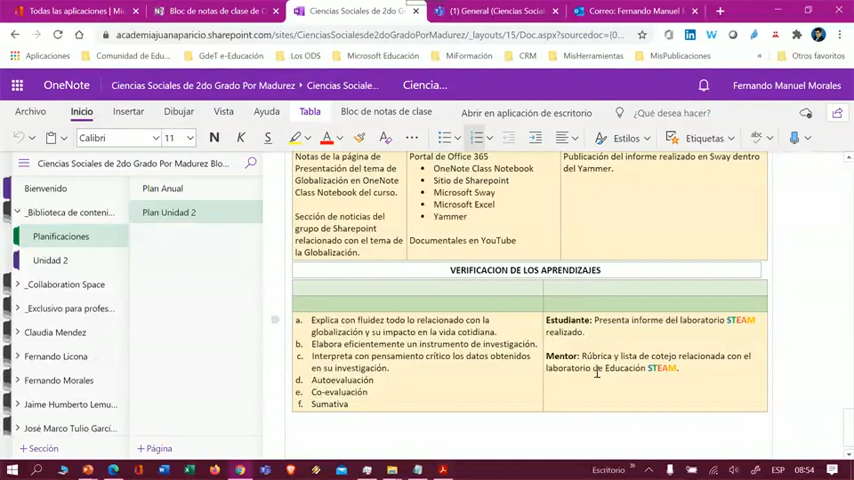 Todas las aplicaciones | Mic
Bloc de notas de clase de O
Ciencias Sociales de 2do Gra
(1) General (Ciencias Social
Correo: Fernando Manuel M
academiajuanaparicio.sharepoint.com/sites/CienciasSocialesde2doGradoPorMadurez/_layouts/15/Doc.aspx?sourcedoc={0...
Comunidad de Edu...
GdeT e-Educación
Los ODS
Microsoft Education
MiFormación
CRM
MisHerramientas
MisPublicaciones
Otros favoritos
OneNote
Ciencias Sociales de 2do Grado Por Madurez › Ciencias Sociale...
Ciencia...
Fernando Manuel Morales
Archivo
Inicio
Insertar
Dibujar
Vista
Ayuda
Tabla
Bloc de notas de clase
Abrir en aplicación de escritorio
¿Qué desea hacer?
Calibri
11
N
K
S
A
Estilos
Etiquetas
abc
Ciencias Sociales de 2do Grado Por Madurez Blo
Bienvenido
_Biblioteca de conteni...
Planificaciones
Unidad 2
_Collaboration Space
_Exclusivo para profes...
Claudia Mendez
Fernando Licona
Fernando Morales
Jaime Humberto Lemu...
José Marco Tulio Garcí...
+ Sección
Plan Anual
Plan Unidad 2
+ Página
Notas de la página de
Presentación del tema de
Globalización en OneNote
Class Notebook del curso.
Sección de noticias del
grupo de Sharepoint
relacionado con el tema de
la Globalización.
Portal de Office 365
• OneNote Class Notebook
• Sitio de Sharepoint
• Microsoft Sway
• Microsoft Excel
• Yammer
Documentales en YouTube
Publicación del informe realizado en Sway dentro
del Yammer.
VERIFICACION DE LOS APRENDIZAJES
a. Explica con fluidez todo lo relacionado con la
globalización y su impacto en la vida cotidiana.
b. Elabora eficientemente un instrumento de investigación.
c. Interpreta con pensamiento crítico los datos obtenidos
en su investigación.
d. Autoevaluación
e. Co-evaluación
f. Sumativa
Estudiante: Presenta informe del laboratorio STEAM
realizado.
Mentor: Rúbrica y lista de cotejo relacionada con el
laboratorio de Educación STEAM.
Escritorio
ESP
08:54